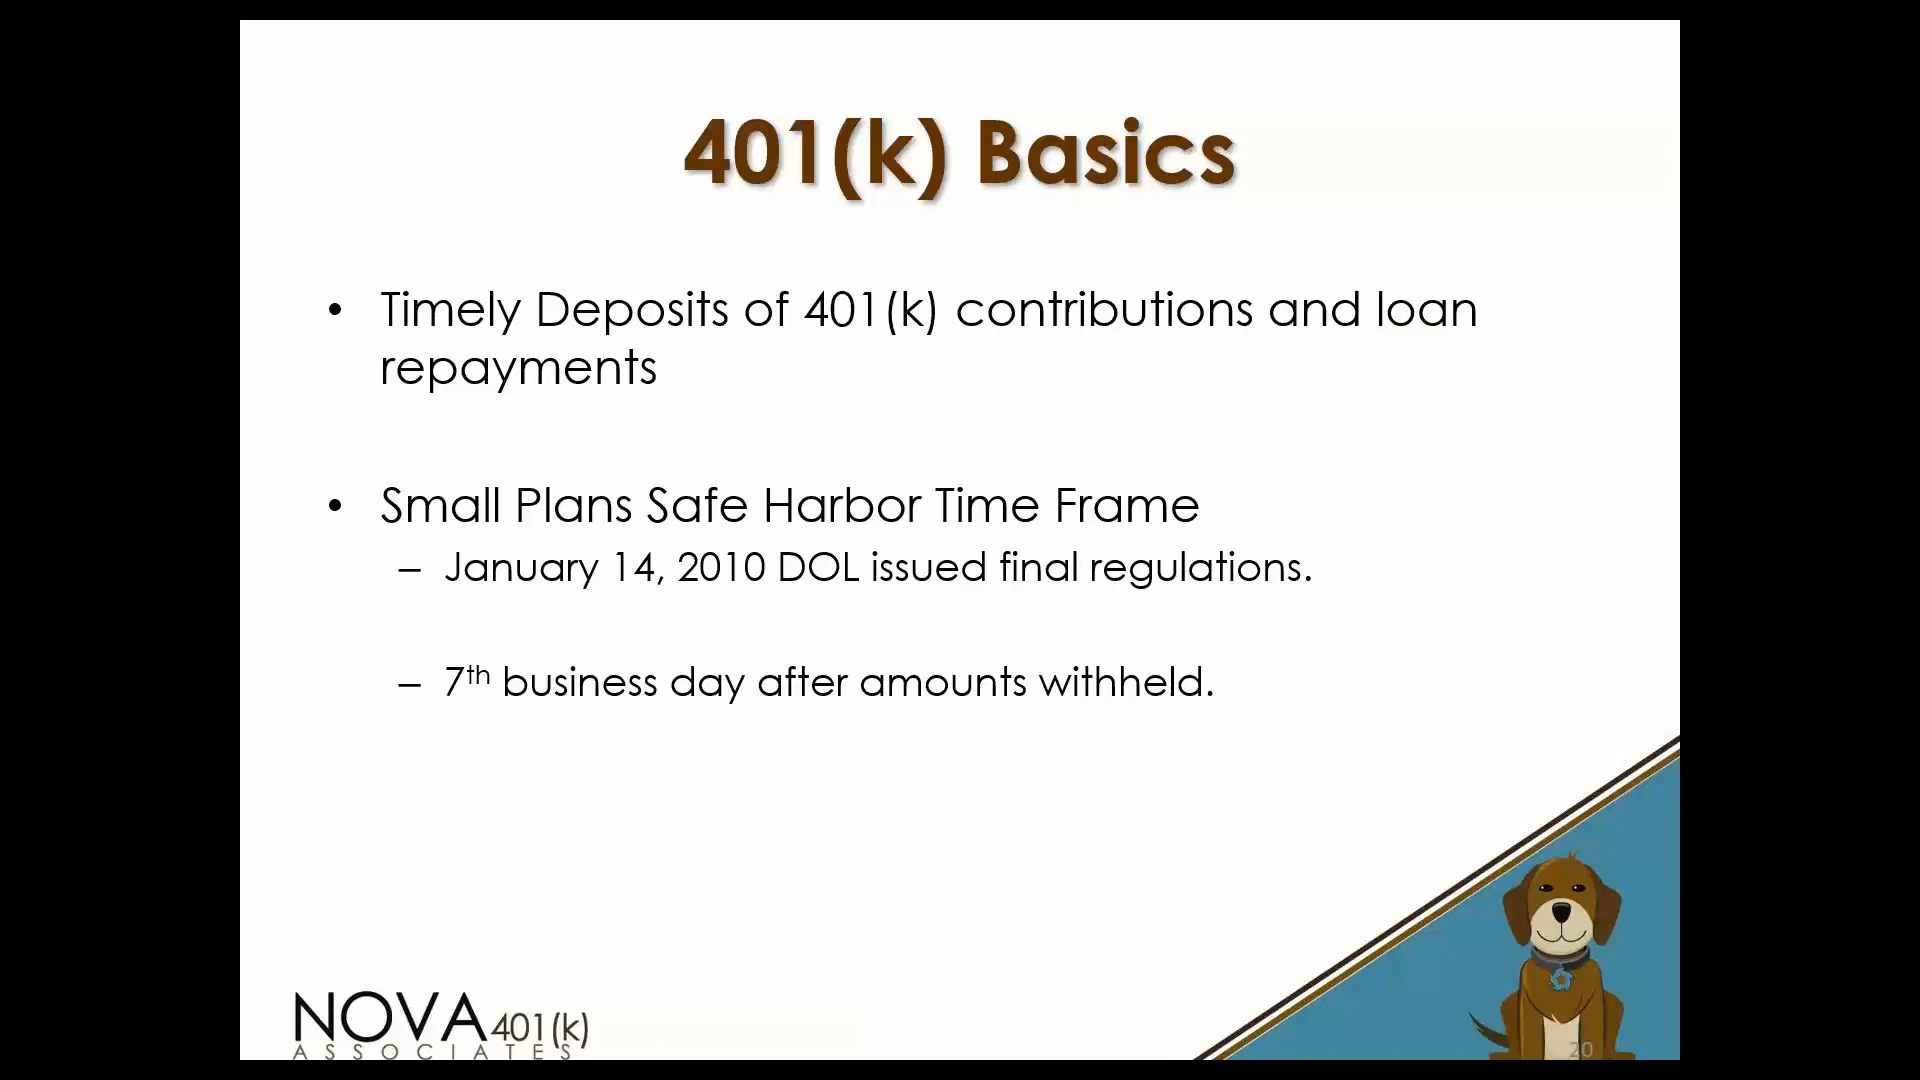 401(k) Basics
• Timely Deposits of 401(k) contributions and loan
repayments
• Small Plans Safe Harbor Time Frame
– January 14, 2010 DOL issued final regulations.
– 7th business day after amounts withheld.
NOVA 401(k)
ASSOCIATES
20